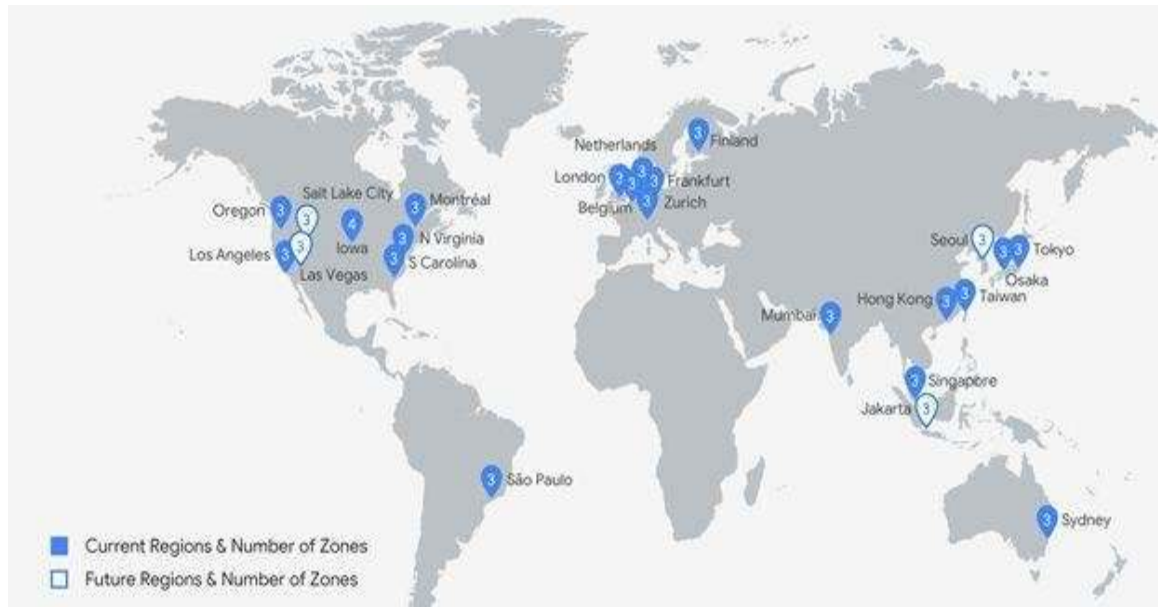 3
Finland
Netherlands
3
London
3
3
3
Frankfurt
Belgium
3
Zurich
Salt Lake City
3
Montréal
Oregon
3
3
4
Iowa
3
N Virginia
Los Angeles
3
3
3
S Carolina
Las Vegas
Seoul
3
3
3
Tokyo
Osaka
Hong Kong
3
3
Taiwan
Mumbai
3
3
Singapore
Jakarta
3
3
São Paulo
3
Sydney
Current Regions & Number of Zones
Future Regions & Number of Zones